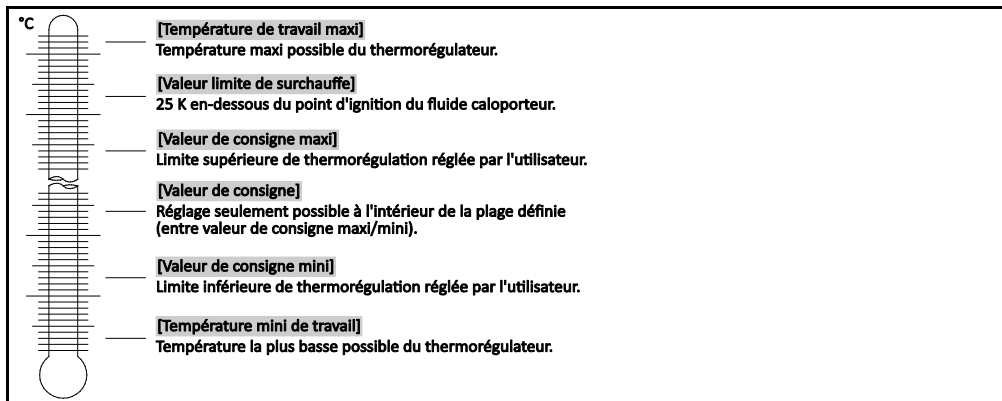 °C
[Température de travail maxi]
Température maxi possible du thermorégulateur.
[Valeur limite de surchauffe]
25 K en-dessous du point d'ignition du fluide caloporteur.
[Valeur de consigne maxi]
Limite supérieure de thermorégulation réglée par l'utilisateur.
[Valeur de consigne]
Réglage seulement possible à l'intérieur de la plage définie
(entre valeur de consigne maxi/mini).
[Valeur de consigne mini]
Limite inférieure de thermorégulation réglée par l'utilisateur.
[Température mini de travail]
Température la plus basse possible du thermorégulateur.